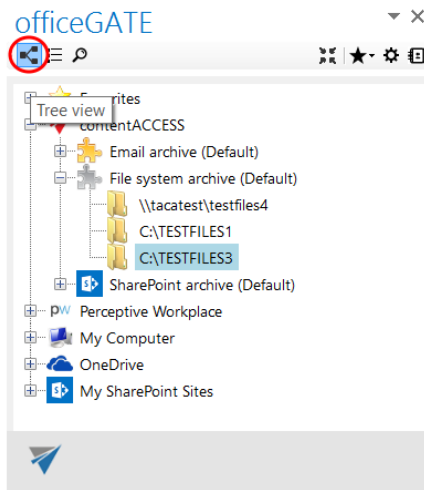 officeGATE
Favorites
Tree view
contentACCESS
Email archive (Default)
File system archive (Default)
\\tacatest\testfiles4
C:\TESTFILES1
C:\TESTFILES3
SharePoint archive (Default)
pw Perceptive Workplace
My Computer
OneDrive
S My SharePoint Sites